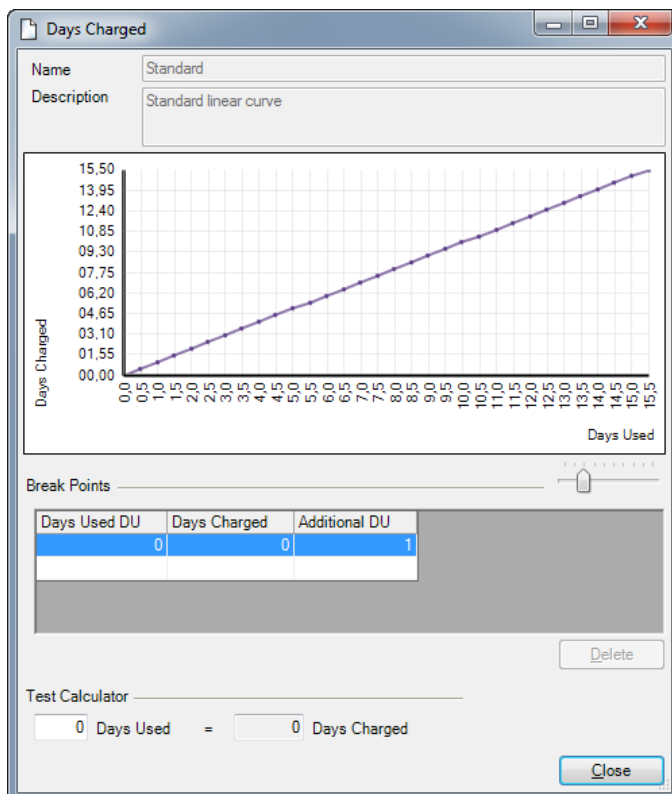 Days Charged
Name Standard
Description Standard linear curve
15,50
13,95
12,40
10,85
09,30
07,75
06,20
04,65
03,10
01,55
00,00
Days Charged
0,0 0,5 1,0 1,5 2,0 2,5 3,0 3,5 4,0 4,5 5,0 5,5 6,0 6,5 7,0 7,5 8,0 8,5 9,0 9,5 10,0 10,5 11,0 11,5 12,0 12,5 13,0 13,5 14,0 14,5 15,0 15,5
Days Used
Break Points
Days Used DU Days Charged Additional DU
0 0 1
Delete
Test Calculator
0 Days Used = 0 Days Charged
Close